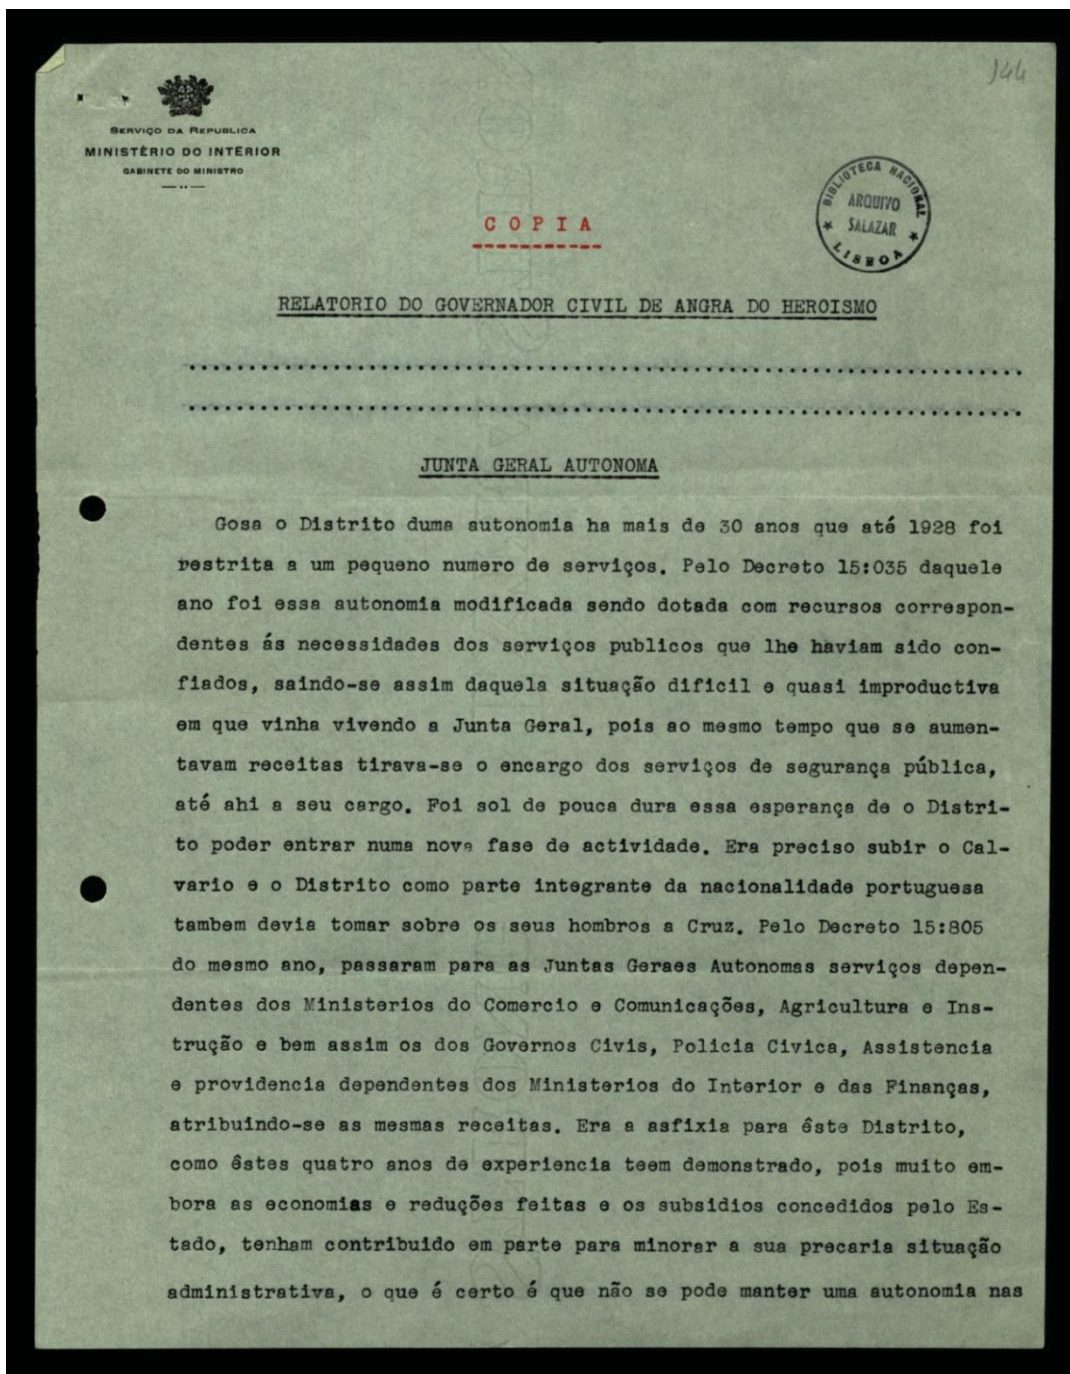 144
SERVIÇO DA REPUBLICA
MINISTÉRIO DO INTERIOR
GABINETE DO MINISTRO
BIBLIOTECA NACIONAL
ARQUIVO
SALAZAR
LISBOA
COPIA
RELATORIO DO GOVERNADOR CIVIL DE ANGRA DO HEROISMO
JUNTA GERAL AUTONOMA
Gosa o Distrito duma autonomia ha mais de 30 anos que até 1928 foi
restrita a um pequeno numero de serviços. Pelo Decreto 15:035 daquele
ano foi essa autonomia modificada sendo dotada com recursos correspon-
dentes ás necessidades dos serviços publicos que lhe haviam sido con-
fiados, saindo-se assim daquela situação dificil e quasi improductiva
em que vinha vivendo a Junta Geral, pois ao mesmo tempo que se aumen-
tavam receitas tirava-se o encargo dos serviços de segurança pública,
até ahi a seu cargo. Foi sol de pouca dura essa esperança de o Distri-
to poder entrar numa nova fase de actividade. Era preciso subir o Cal-
vario e o Distrito como parte integrante da nacionalidade portuguesa
tambem devia tomar sobre os seus hombros a Cruz. Pelo Decreto 15:805
do mesmo ano, passaram para as Juntas Geraes Autonomas serviços depen-
dentes dos Ministerios do Comercio e Comunicações, Agricultura e Ins-
trução e bem assim os dos Governos Civis, Policia Civica, Assistencia
e providencia dependentes dos Ministerios do Interior e das Finanças,
atribuindo-se as mesmas receitas. Era a asfixia para êste Distrito,
como êstes quatro anos de experiencia teem demonstrado, pois muito em-
bora as economias e reduções feitas e os subsidios concedidos pelo Es-
tado, tenham contribuido em parte para minorar a sua precaria situação
administrativa, o que é certo é que não se pode manter uma autonomia nas